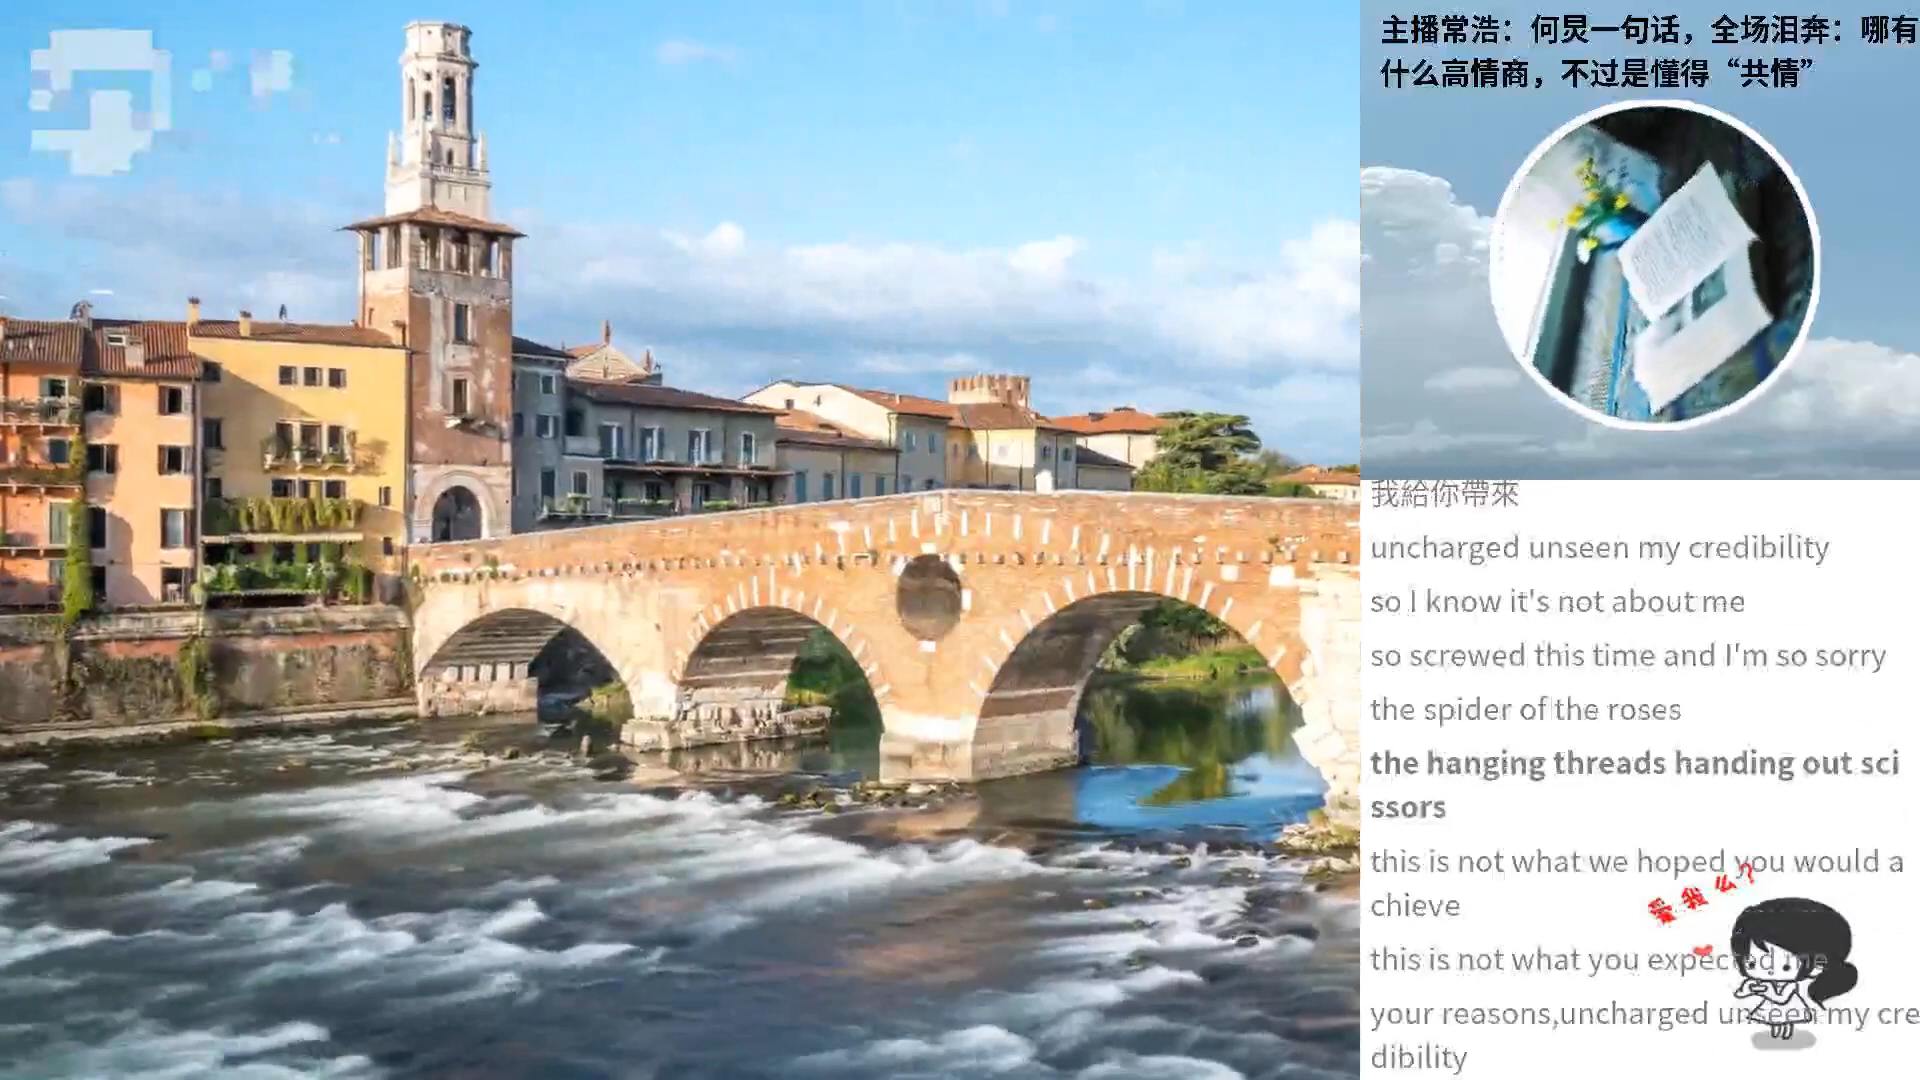 主播常浩：何炅一句话，全场泪奔：哪有
什么高情商，不过是懂得“共情”
我給你帶來
uncharged unseen my credibility
so I know it's not about me
so screwed this time and I'm so sorry
the spider of the roses
the hanging threads handing out sci
ssors
this is not what we hoped you would a
chieve
爱我么？
this is not what you expected me
your reasons,uncharged unseen my cre
dibility